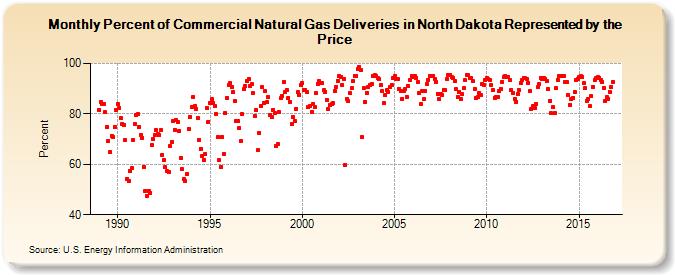 Monthly Percent of Commercial Natural Gas Deliveries in North Dakota Represented by the
Price
100
80
60
40
Percent
1990 1995 2000 2005 2010 2015
Source: U.S. Energy Information Administration